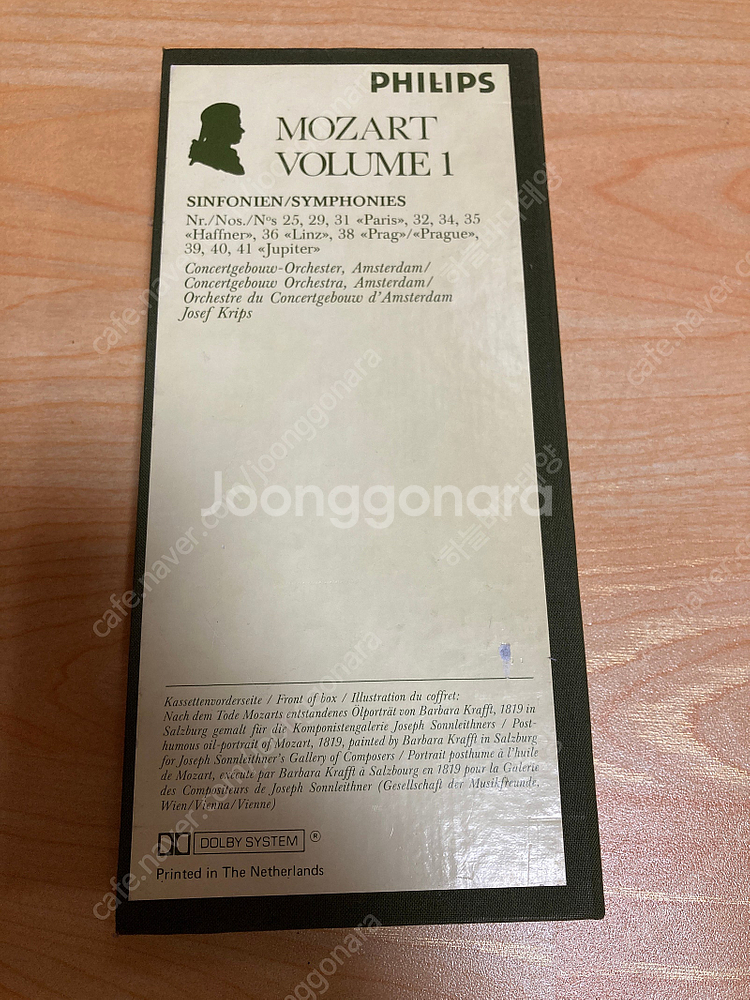 PHILIPS
MOZART
VOLUME 1
SINFONIEN/SYMPHONIES
Nr./Nos./Nos 25, 29, 31 «Paris», 32, 34, 35
«Haffner», 36 «Linz», 38 «Prag»/«Prague»,
39, 40, 41 «Jupiter»
Concertgebouw-Orchester, Amsterdam/
Concertgebouw Orchestra, Amsterdam/
Orchestre du Concertgebouw d'Amsterdam
Josef Krips
Joonggonara
Kassettenvorderseite / Front of box / Illustration du coffret:
Nach dem Tode Mozarts entstandenes Ölporträt von Barbara Krafft, 1819 in
Salzburg gemalt für die Komponistengalerie Joseph Sonnleithners / Post-
humous oil-portrait of Mozart, 1819, painted by Barbara Krafft in Salzburg
for Joseph Sonnleithner's Gallery of Composers / Portrait posthume à l'huile
de Mozart, exécuté par Barbara Krafft à Salzbourg en 1819 pour la Galerie
des Compositeurs de Joseph Sonnleithner (Gesellschaft der Musikfreunde,
Wien/Vienna/Vienne)
DOLBY SYSTEM ®
Printed in The Netherlands
cafe.naver.com/joonggonara